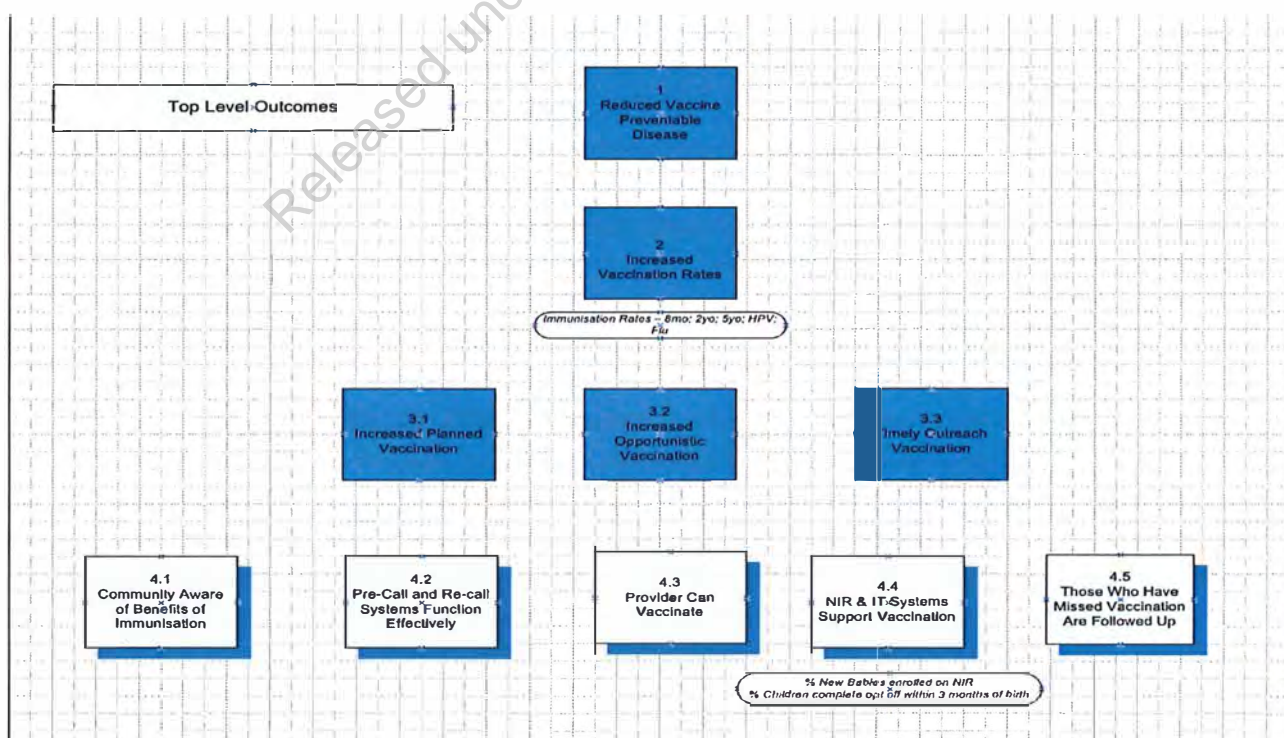 Released und
Top Level Outcomes
1
Reduced Vaccine
Preventable
Disease
2
Increased
Vaccination Rates
Immunisation Rates – 8mo; 2yo; 5yo; HPV;
Flu
3.1
Increased Planned
Vaccination
3.2
Increased
Opportunistic
Vaccination
3.3
imely Outreach
Vaccination
4.1
Community Aware
of Benefits of
Immunisation
4.2
Pre-Call and Re-call
Systems Function
Effectively
4.3
Provider Can
Vaccinate
4.4
NIR & IT Systems
Support Vaccination
4.5
Those Who Have
Missed Vaccination
Are Followed Up
% New Babies enrolled on NIR
% Children complete opt off within 3 months of birth